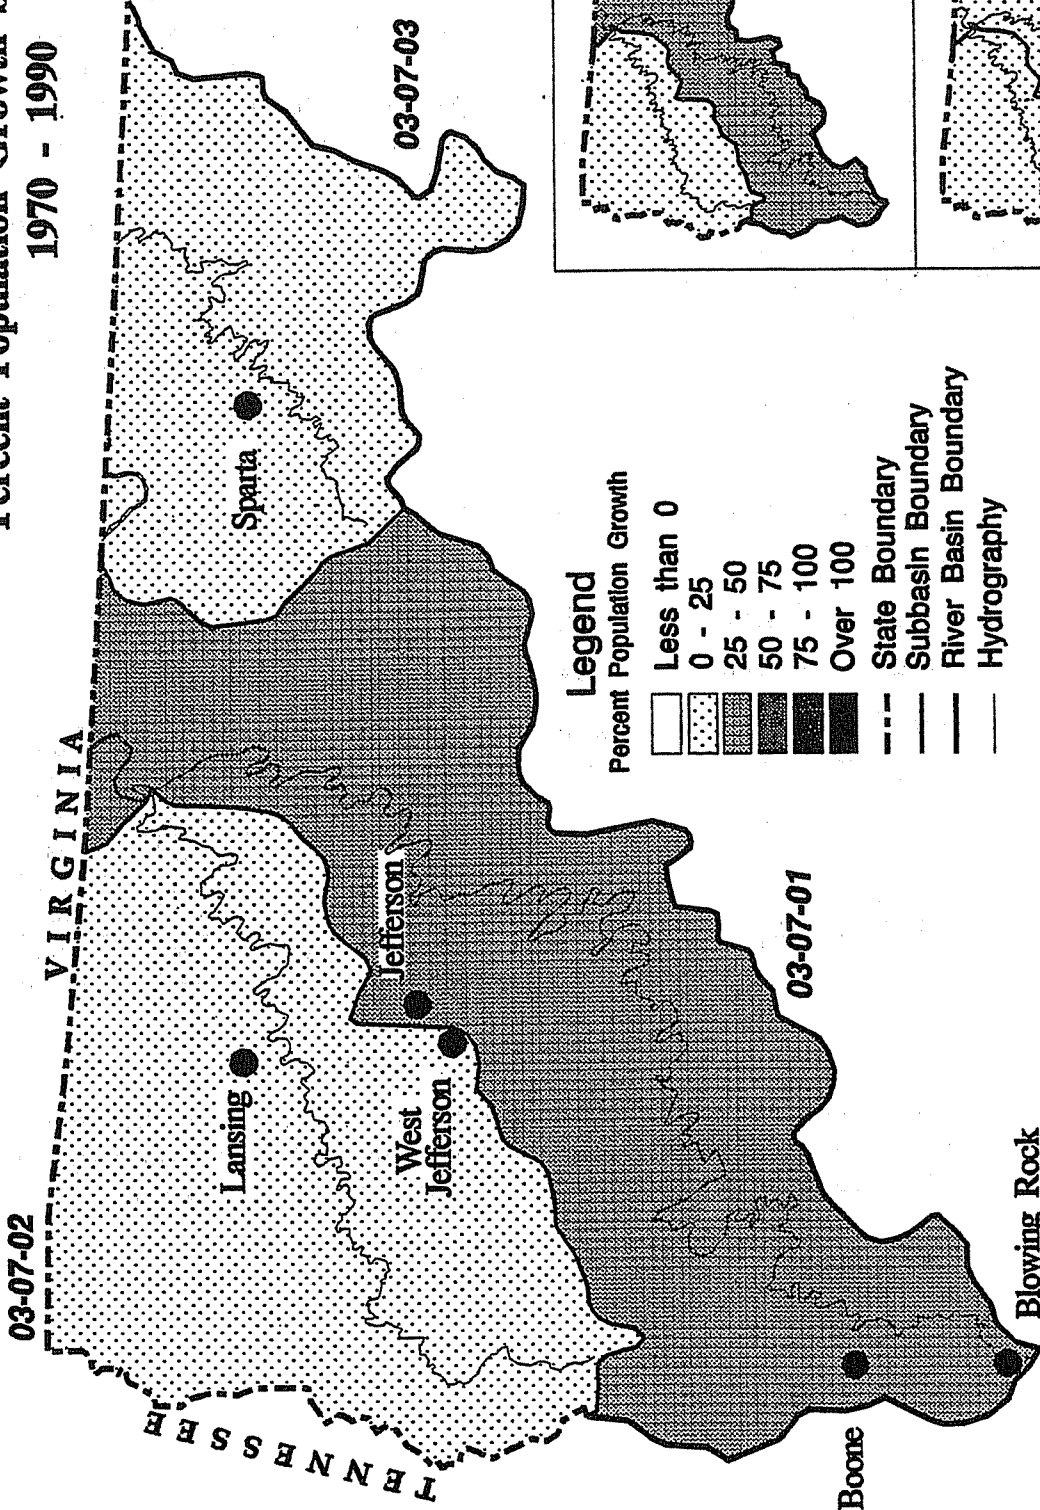 Percent Population Growth
1970 - 1990
03-07-02
VIRGINIA
TENNESSEE
Lansing
West
Jefferson
Jefferson
Sparta
03-07-03
03-07-01
Boone
Blowing Rock
Legend
Percent Population Growth
Less than 0
0 - 25
25 - 50
50 - 75
75 - 100
Over 100
State Boundary
Subbasin Boundary
River Basin Boundary
Hydrography